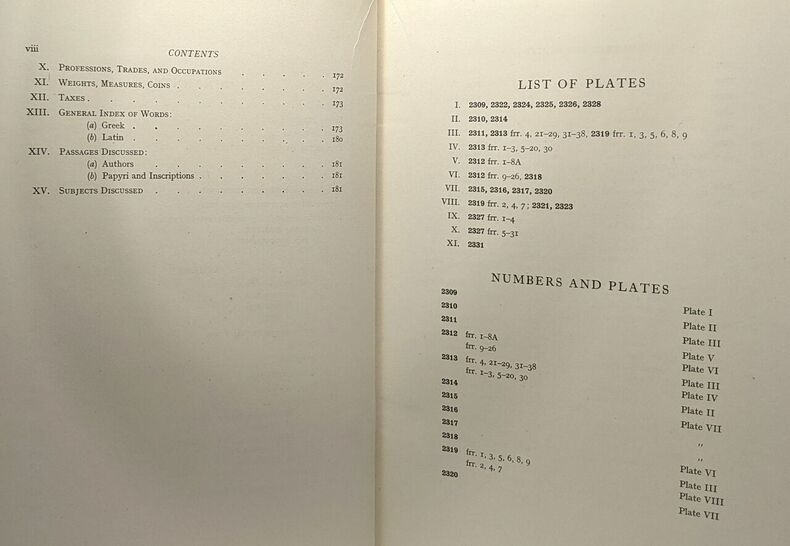 viii
CONTENTS
X. Professions, Trades, and Occupations . . . . . 172
XI. Weights, Measures, Coins . . . . . . . 172
XII. Taxes . . . . . . . . . . 173
XIII. General Index of Words:
(a) Greek . . . . . . . . . 173
(b) Latin . . . . . . . . . 180
XIV. Passages Discussed:
(a) Authors . . . . . . . . 181
(b) Papyri and Inscriptions . . . . . . 181
XV. Subjects Discussed . . . . . . . . 181
LIST OF PLATES
I. 2309, 2322, 2324, 2325, 2326, 2328
II. 2310, 2314
III. 2311, 2313 frr. 4, 21–29, 31–38, 2319 frr. 1, 3, 5, 6, 8, 9
IV. 2313 frr. 1–3, 5–20, 30
V. 2312 frr. 1–8A
VI. 2312 frr. 9–26, 2318
VII. 2315, 2316, 2317, 2320
VIII. 2319 frr. 2, 4, 7; 2321, 2323
IX. 2327 frr. 1–4
X. 2327 frr. 5–31
XI. 2331
NUMBERS AND PLATES
2309 Plate I
2310 Plate II
2311 Plate III
2312 frr. 1–8A Plate V
frr. 9–26 Plate VI
2313 frr. 4, 21–29, 31–38 Plate III
frr. 1–3, 5–20, 30 Plate IV
2314 Plate II
2315 Plate VII
2316 ,,
2317 ,,
2318 Plate VI
2319 frr. 1, 3, 5, 6, 8, 9 Plate III
frr. 2, 4, 7 Plate VIII
2320 Plate VII